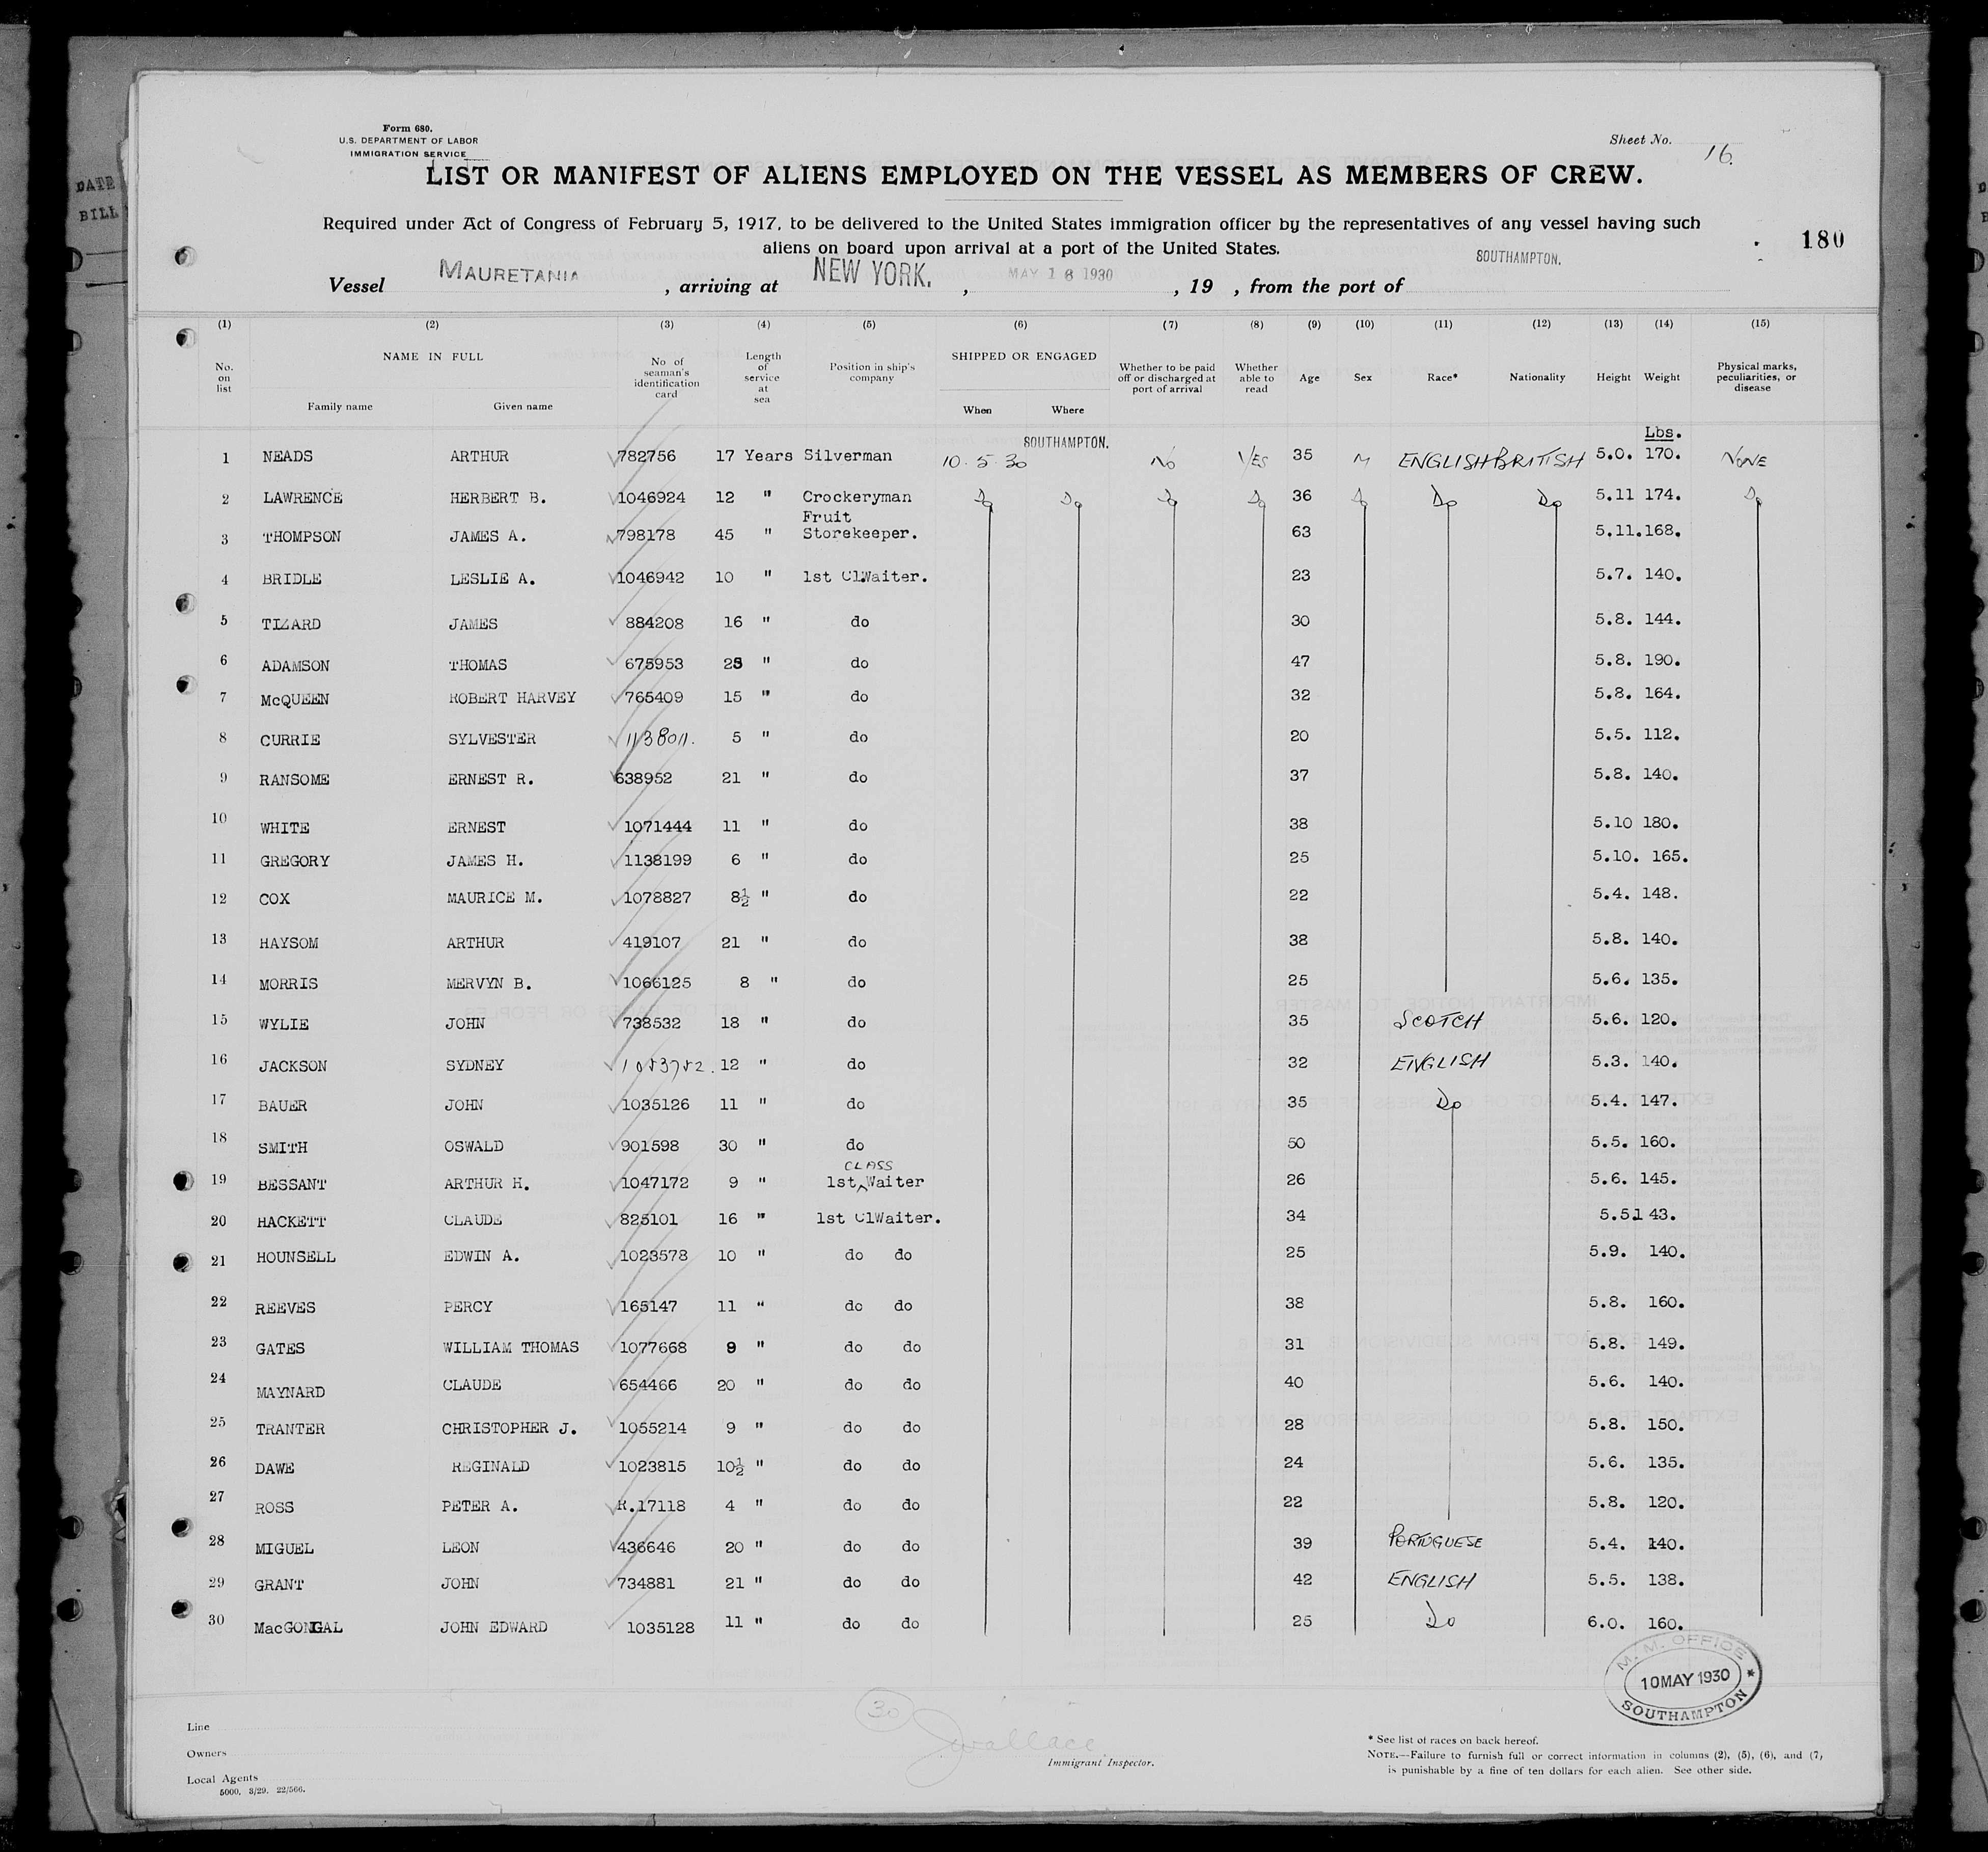 DATE
BILL
Form 680.
U.S. DEPARTMENT OF LABOR
IMMIGRATION SERVICE
Sheet No. 16.
LIST OR MANIFEST OF ALIENS EMPLOYED ON THE VESSEL AS MEMBERS OF CREW.
Required under Act of Congress of February 5, 1917, to be delivered to the United States immigration officer by the representatives of any vessel having such
aliens on board upon arrival at a port of the United States.
180
Vessel MAURETANIA, arriving at NEW YORK., MAY 16 1930, 19 , from the port of SOUTHAMPTON.
(1) (2) (3) (4) (5) (6) (7) (8) (9) (10) (11) (12) (13) (14) (15)
No. on list NAME IN FULL Family name Given name No of seaman's identification card Length of service at sea Position in ship's company SHIPPED OR ENGAGED When Where Whether to be paid off or discharged at port of arrival Whether able to read Age Sex Race* Nationality Height Weight Physical marks, peculiarities, or disease
Lbs.
1 NEADS ARTHUR 782756 17 Years Silverman 10.5.30 SOUTHAMPTON. No YES 35 M ENGLISH BRITISH 5.0. 170. NONE
2 LAWRENCE HERBERT B. 1046924 12 " Crockeryman Do Do Do Do 36 Do Do Do 5.11 174. Do
3 THOMPSON JAMES A. 798178 45 " Fruit Storekeeper. 63 5.11. 168.
4 BRIDLE LESLIE A. 1046942 10 " 1st ClWaiter. 23 5.7. 140.
5 TIZARD JAMES 884208 16 " do 30 5.8. 144.
6 ADAMSON THOMAS 675953 25 " do 47 5.8. 190.
7 McQUEEN ROBERT HARVEY 765409 15 " do 32 5.8. 164.
8 CURRIE SYLVESTER 113801. 5 " do 20 5.5. 112.
9 RANSOME ERNEST R. 638952 21 " do 37 5.8. 140.
10 WHITE ERNEST 1071444 11 " do 38 5.10 180.
11 GREGORY JAMES H. 1138199 6 " do 25 5.10. 165.
12 COX MAURICE M. 1078827 8½ " do 22 5.4. 148.
13 HAYSOM ARTHUR 419107 21 " do 38 5.8. 140.
14 MORRIS MERVYN B. 1066125 8 " do 25 5.6. 135.
15 WYLIE JOHN 738532 18 " do 35 SCOTCH 5.6. 120.
16 JACKSON SYDNEY 12 " do 32 ENGLISH 5.3. 140.
17 BAUER JOHN 1035126 11 " do 35 Do 5.4. 147.
18 SMITH OSWALD 901598 30 " do 50 5.5. 160.
19 BESSANT ARTHUR H. 1047172 9 " 1st CLASS Waiter 26 5.6. 145.
20 HACKETT CLAUDE 825101 16 " 1st ClWaiter. 34 5.51 43.
21 HOUNSELL EDWIN A. 1023578 10 " do do 25 5.9. 140.
22 REEVES PERCY 165147 11 " do do 38 5.8. 160.
23 GATES WILLIAM THOMAS 1077668 9 " do do 31 5.8. 149.
24 MAYNARD CLAUDE 654466 20 " do do 40 5.6. 140.
25 TRANTER CHRISTOPHER J. 1055214 9 " do do 28 5.8. 150.
26 DAWE REGINALD 1023815 10½ " do do 24 5.6. 135.
27 ROSS PETER A. R.17118 4 " do do 22 5.8. 120.
28 MIGUEL LEON 436646 20 " do do 39 PORTUGUESE 5.4. 140.
29 GRANT JOHN 734881 21 " do do 42 ENGLISH 5.5. 138.
30 MacGONGAL JOHN EDWARD 1035128 11 " do do 25 Do 6.0. 160.
M.M. OFFICE
10 MAY 1930
SOUTHAMPTON
30
JWallace
Immigrant Inspector.
Line
Owners
Local Agents
5000, 3/29. 22/566.
* See list of races on back hereof.
NOTE.—Failure to furnish full or correct information in columns (2), (5), (6), and (7,
is punishable by a fine of ten dollars for each alien. See other side.